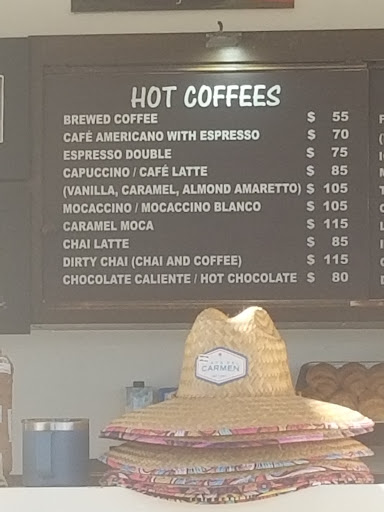 HOT COFFEES
BREWED COFFEE $ 55
CAFÉ AMERICANO WITH ESPRESSO $ 70
ESPRESSO DOUBLE $ 75
CAPUCCINO / CAFÉ LATTE $ 85
(VANILLA, CARAMEL, ALMOND AMARETTO) $ 105
MOCACCINO / MOCACCINO BLANCO $ 105
CARAMEL MOCA $ 115
CHAI LATTE $ 85
DIRTY CHAI (CHAI AND COFFEE) $ 115
CHOCOLATE CALIENTE / HOT CHOCOLATE $ 80
CARMEN